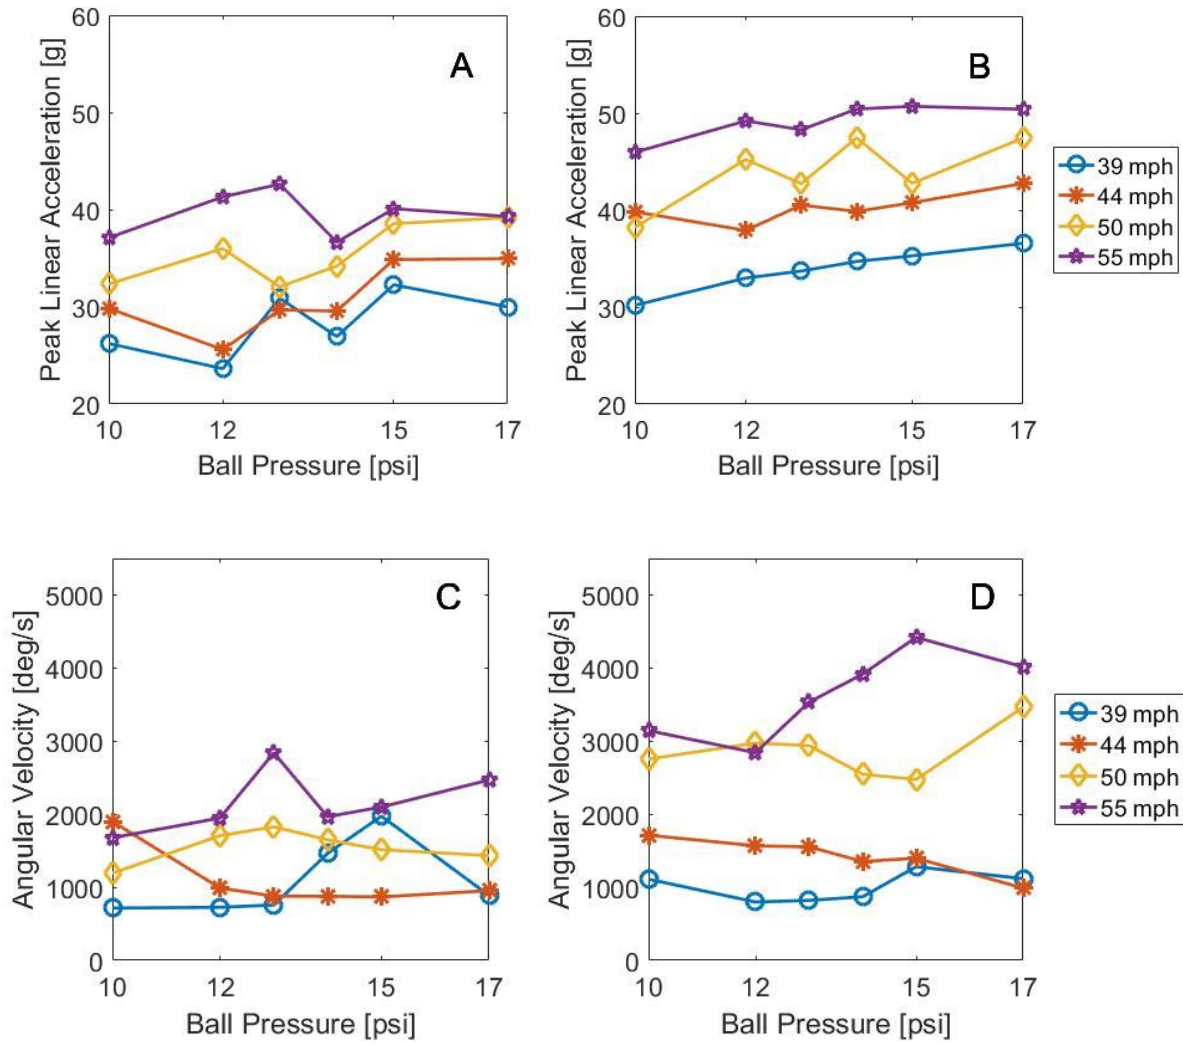 A
60
50
40
30
20
10
12
15
17
Peak Linear Acceleration [g]
Ball Pressure [psi]
B
60
50
40
30
20
10
12
15
17
Peak Linear Acceleration [g]
Ball Pressure [psi]
39 mph
44 mph
50 mph
55 mph
C
5000
4000
3000
2000
1000
0
10
12
15
17
Angular Velocity [deg/s]
Ball Pressure [psi]
D
5000
4000
3000
2000
1000
0
10
12
15
17
Angular Velocity [deg/s]
Ball Pressure [psi]
39 mph
44 mph
50 mph
55 mph